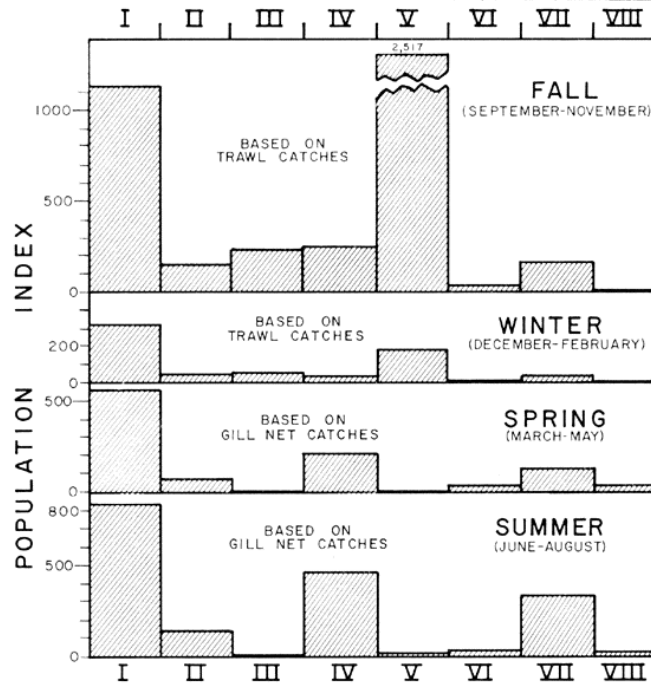 I II III IV V VI VII VIII
2,517
FALL
(SEPTEMBER-NOVEMBER)
1000
BASED ON
TRAWL CATCHES
500
0
POPULATION INDEX
BASED ON
TRAWL CATCHES
WINTER
(DECEMBER-FEBRUARY)
200
0
500
BASED ON
GILL NET CATCHES
SPRING
(MARCH-MAY)
0
800
BASED ON
GILL NET CATCHES
SUMMER
(JUNE-AUGUST)
500
0
I II III IV V VI VII VIII